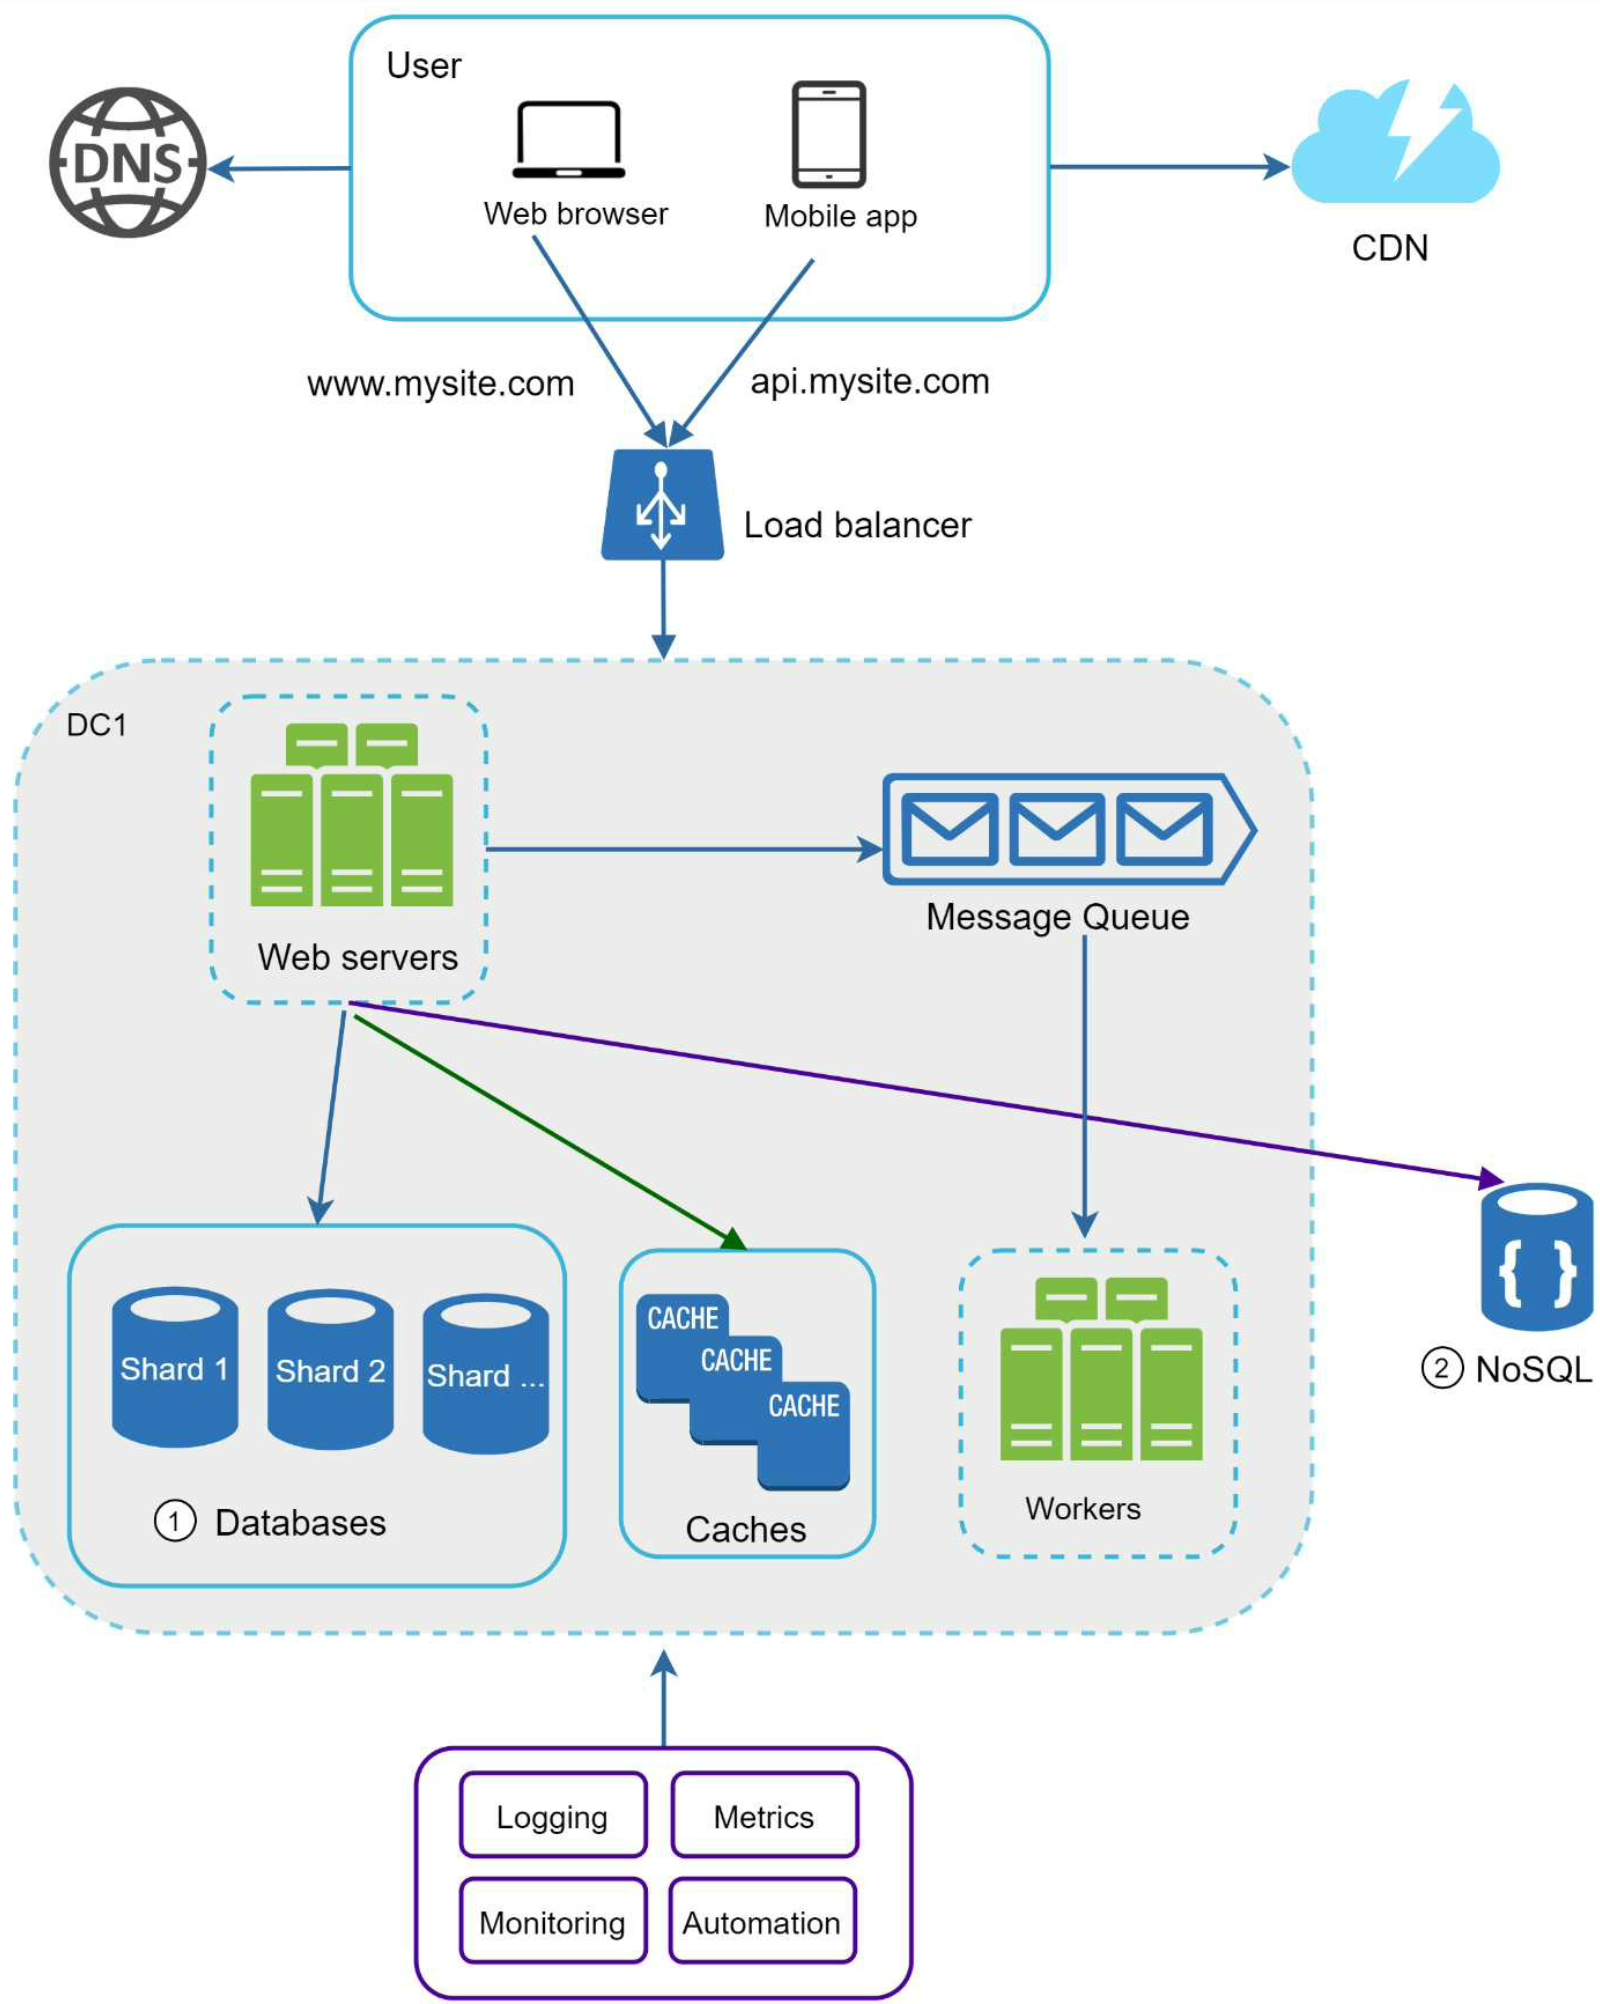 User
DNS
Web browser
Mobile app
CDN
www.mysite.com
api.mysite.com
Load balancer
DC1
Web servers
Message Queue
Shard 1
Shard 2
Shard ...
1 Databases
CACHE
CACHE
CACHE
Caches
Workers
2 NoSQL
Logging
Metrics
Monitoring
Automation